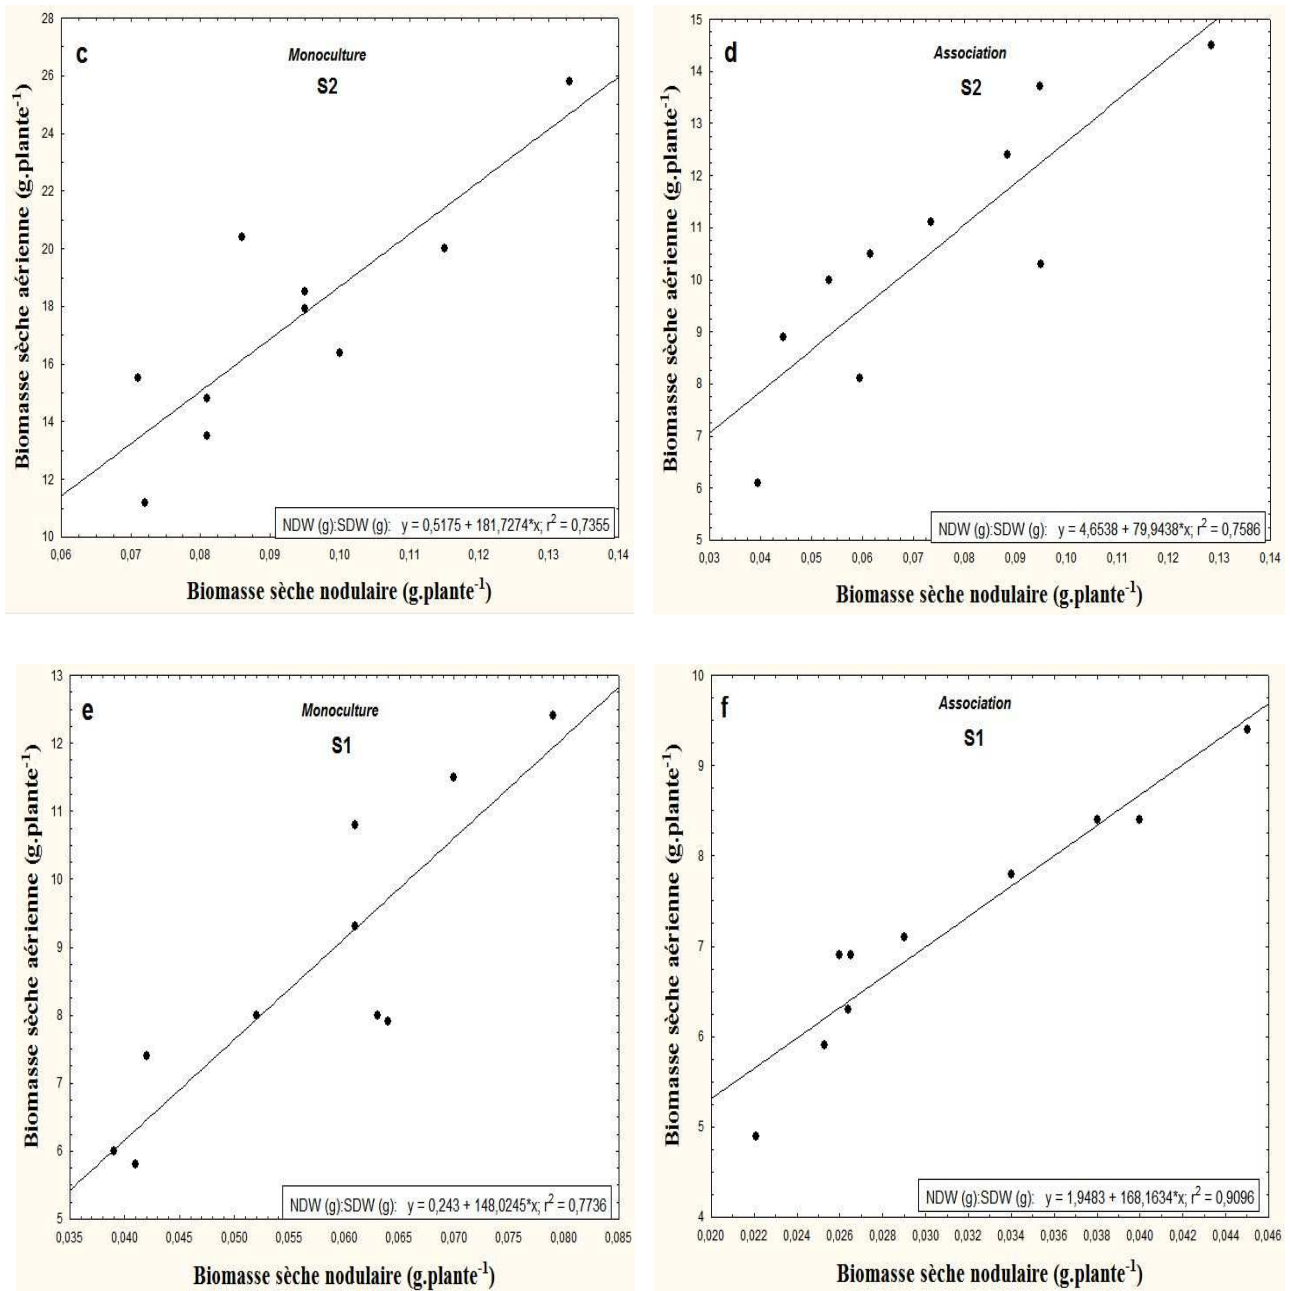 c
Monoculture
S2
Biomasse sèche aérienne (g.plante⁻¹)
28
26
24
22
20
18
16
14
12
10
NDW (g):SDW (g): y = 0,5175 + 181,7274*x; r² = 0,7355
0,06 0,07 0,08 0,09 0,10 0,11 0,12 0,13 0,14
Biomasse sèche nodulaire (g.plante⁻¹)
d
Association
S2
Biomasse sèche aérienne (g.plante⁻¹)
15
14
13
12
11
10
9
8
7
6
5
NDW (g):SDW (g): y = 4,6538 + 79,9438*x; r² = 0,7586
0,03 0,04 0,05 0,06 0,07 0,08 0,09 0,10 0,11 0,12 0,13 0,14
Biomasse sèche nodulaire (g.plante⁻¹)
e
Monoculture
S1
Biomasse sèche aérienne (g.plante⁻¹)
13
12
11
10
9
8
7
6
5
NDW (g):SDW (g): y = 0,243 + 148,0245*x; r² = 0,7736
0,035 0,040 0,045 0,050 0,055 0,060 0,065 0,070 0,075 0,080 0,085
Biomasse sèche nodulaire (g.plante⁻¹)
f
Association
S1
Biomasse sèche aérienne (g.plante⁻¹)
10
9
8
7
6
5
4
NDW (g):SDW (g): y = 1,9483 + 168,1634*x; r² = 0,9096
0,020 0,022 0,024 0,026 0,028 0,030 0,032 0,034 0,036 0,038 0,040 0,042 0,044 0,046
Biomasse sèche nodulaire (g.plante⁻¹)